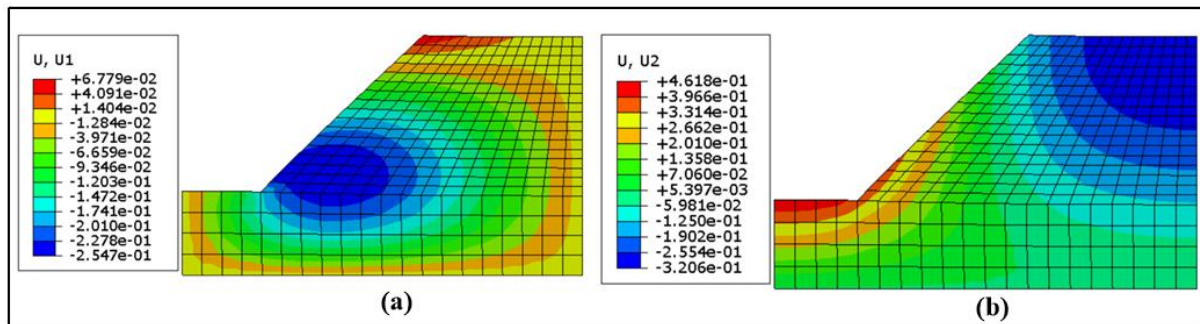 U, U1
+6.779e-02
+4.091e-02
+1.404e-02
-1.284e-02
-3.971e-02
-6.659e-02
-9.346e-02
-1.203e-01
-1.472e-01
-1.741e-01
-2.010e-01
-2.278e-01
-2.547e-01
(a)
U, U2
+4.618e-01
+3.966e-01
+3.314e-01
+2.662e-01
+2.010e-01
+1.358e-01
+7.060e-02
+5.397e-03
-5.981e-02
-1.250e-01
-1.902e-01
-2.554e-01
-3.206e-01
(b)